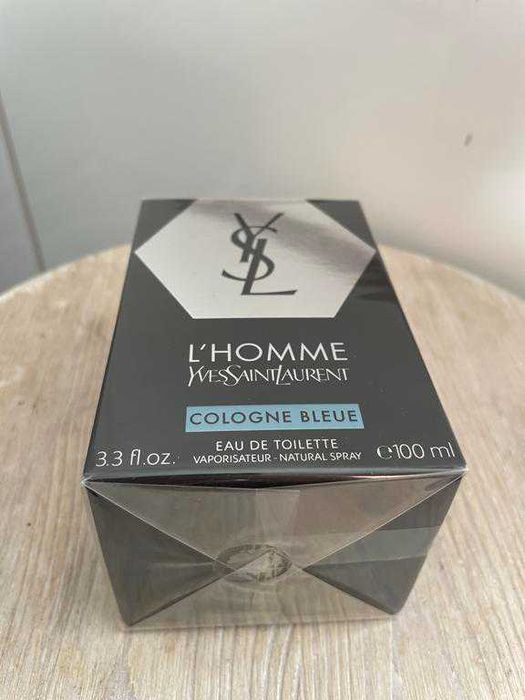 YSL
L'HOMME
YVESSAINTLAURENT
COLOGNE BLEUE
EAU DE TOILETTE
3.3 fl.oz. VAPORISATEUR - NATURAL SPRAY ℮100 ml